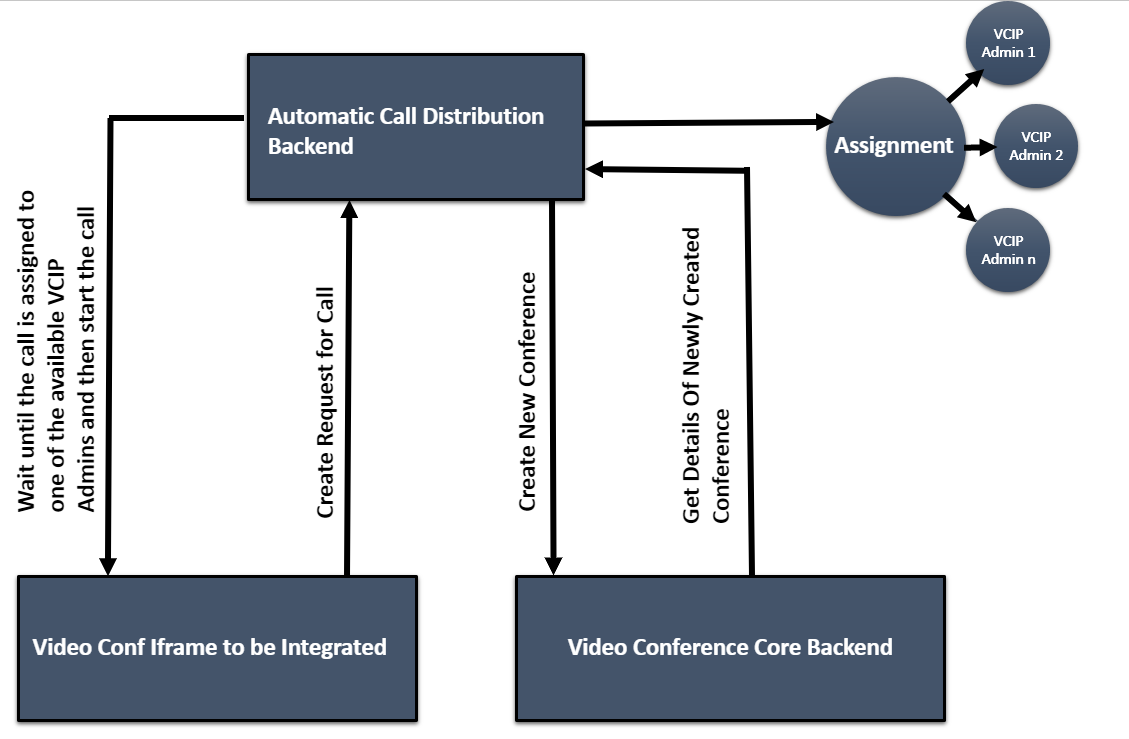 VCIP
Admin 1
Automatic Call Distribution
Backend
Assignment
VCIP
Admin 2
VCIP
Admin n
Wait until the call is assigned to
one of the available VCIP
Admins and then start the call
Create Request for Call
Create New Conference
Get Details Of Newly Created
Conference
Video Conf Iframe to be Integrated
Video Conference Core Backend